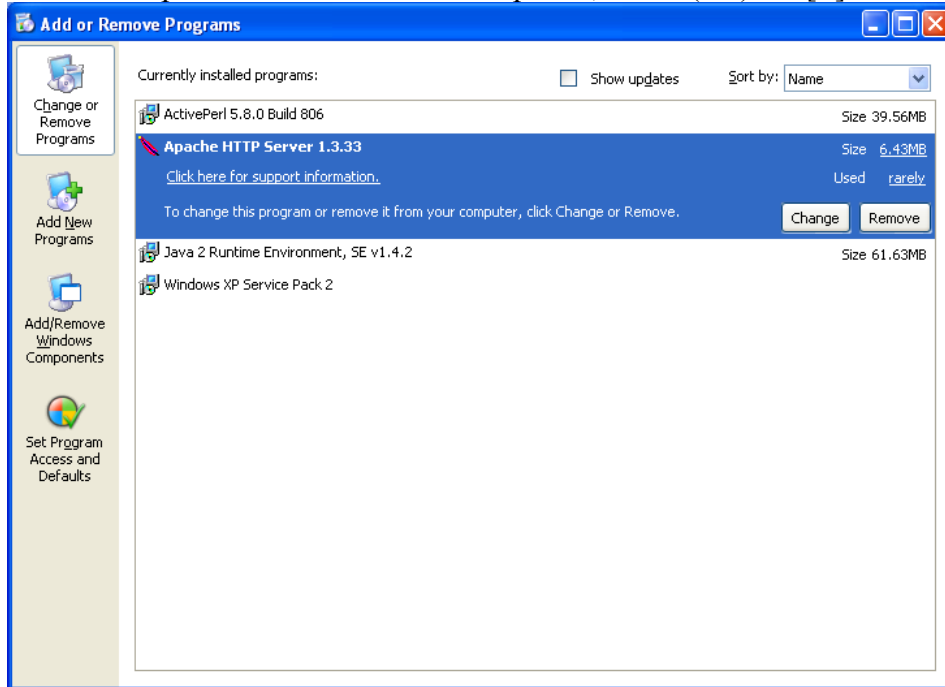 Add or Remove Programs
Currently installed programs:
Show updates
Sort by: Name
Change or
Remove
Programs
Add New
Programs
Add/Remove
Windows
Components
Set Program
Access and
Defaults
ActivePerl 5.8.0 Build 806 Size 39.56MB
Apache HTTP Server 1.3.33 Size 6.43MB
Click here for support information. Used rarely
To change this program or remove it from your computer, click Change or Remove. Change Remove
Java 2 Runtime Environment, SE v1.4.2 Size 61.63MB
Windows XP Service Pack 2